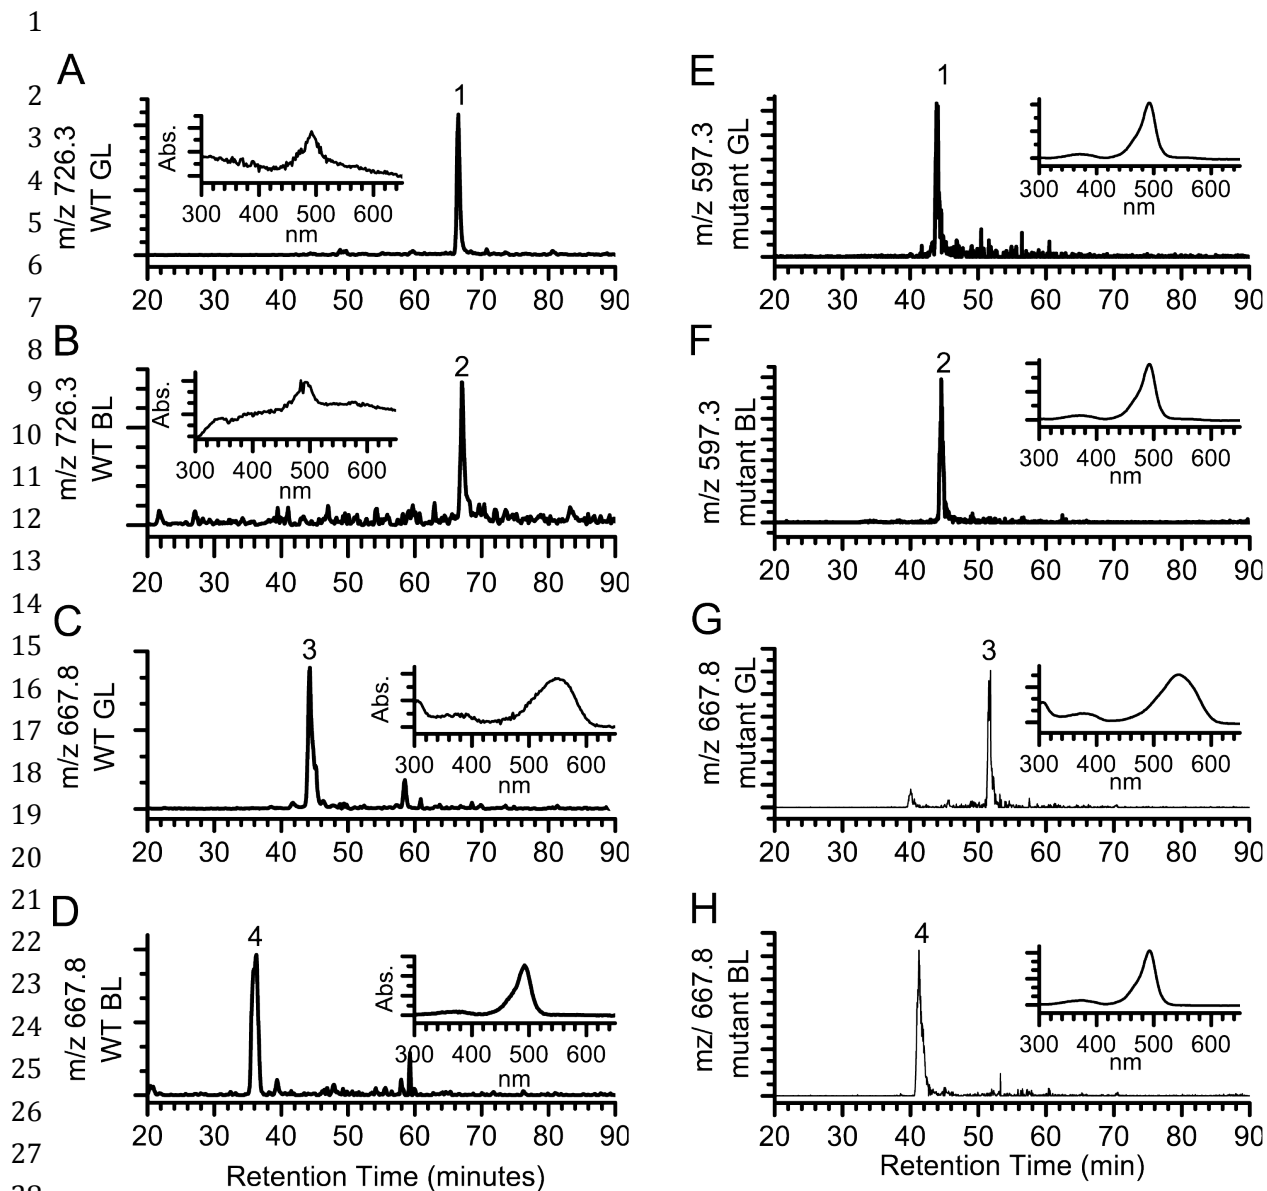 1
2
3
4
5
6
7
8
9
10
11
12
13
14
15
16
17
18
19
20
21
22
23
24
25
26
27
A
m/z 726.3
WT GL
1
Abs.
300 400 500 600
nm
20 30 40 50 60 70 80 90
B
m/z 726.3
WT BL
2
Abs.
300 400 500 600
nm
20 30 40 50 60 70 80 90
C
m/z 667.8
WT GL
3
Abs.
300 400 500 600
nm
20 30 40 50 60 70 80 90
D
m/z 667.8
WT BL
4
Abs.
300 400 500 600
nm
20 30 40 50 60 70 80 90
Retention Time (minutes)
E
m/z 597.3
mutant GL
1
300 400 500 600
nm
20 30 40 50 60 70 80 90
F
m/z 597.3
mutant BL
2
300 400 500 600
nm
20 30 40 50 60 70 80 90
G
m/z 667.8
mutant GL
3
300 400 500 600
nm
20 30 40 50 60 70 80 90
H
mz/ 667.8
mutant BL
4
300 400 500 600
nm
20 30 40 50 60 70 80 90
Retention Time (min)